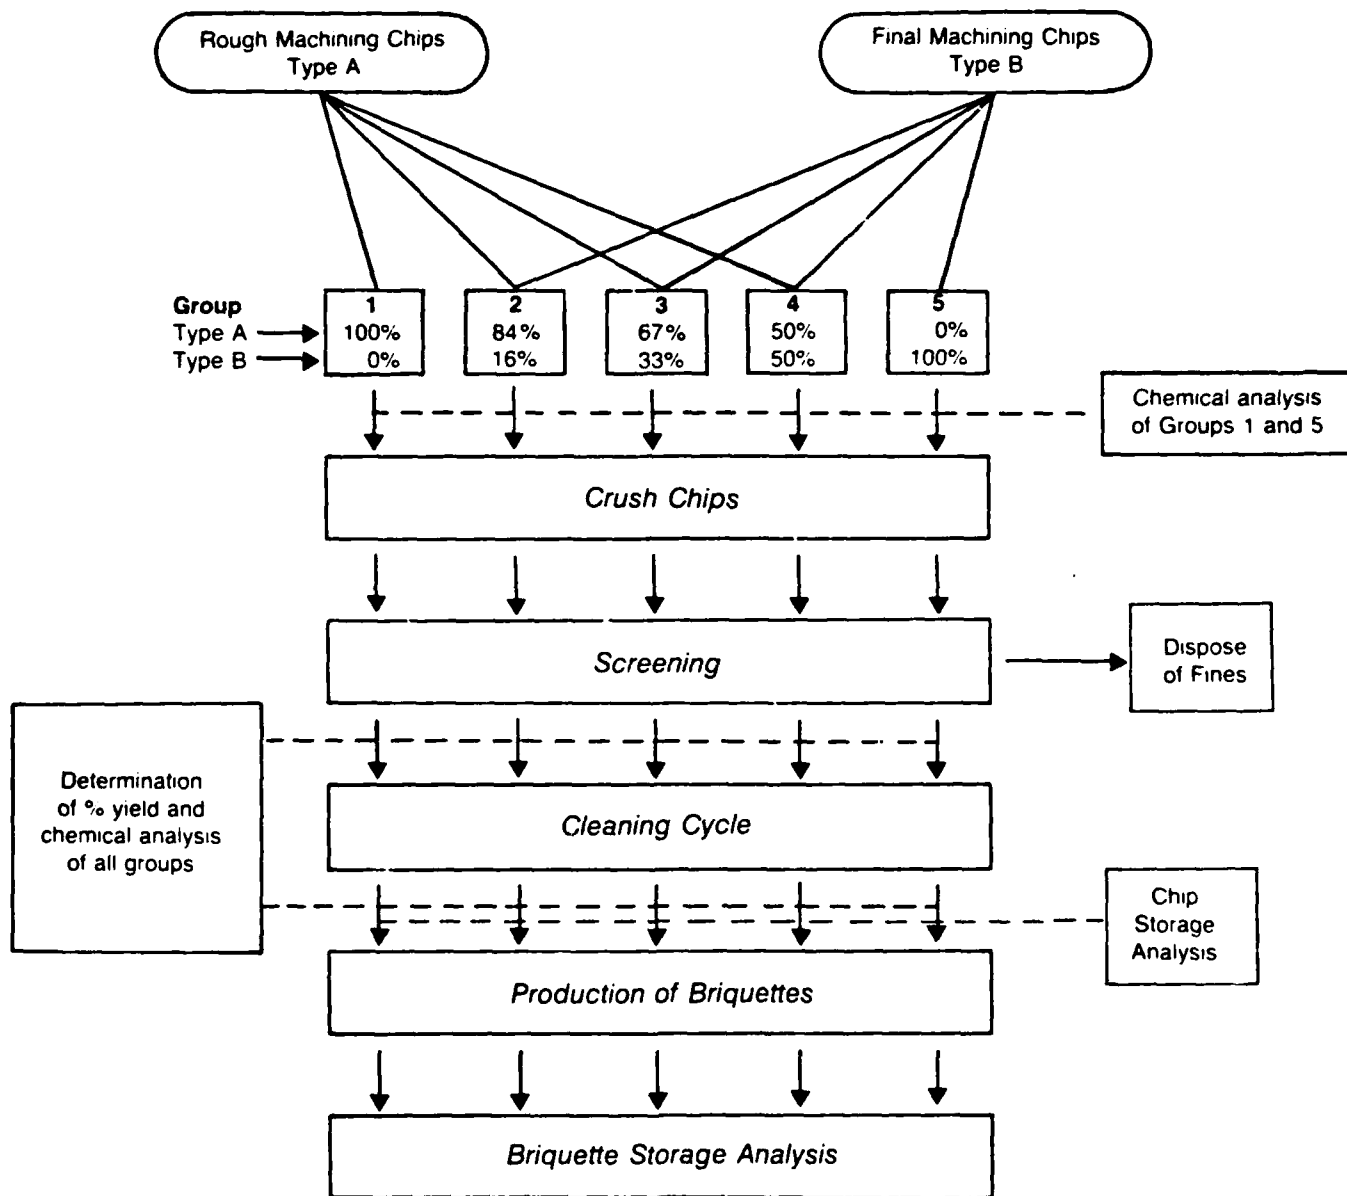 Rough Machining Chips
Type A
Final Machining Chips
Type B
Group 1 2 3 4 5
Type A 100% 84% 67% 50% 0%
Type B 0% 16% 33% 50% 100%
Chemical analysis
of Groups 1 and 5
Crush Chips
Screening
Dispose
of Fines
Determination
of % yield and
chemical analysis
of all groups
Cleaning Cycle
Chip
Storage
Analysis
Production of Briquettes
Briquette Storage Analysis